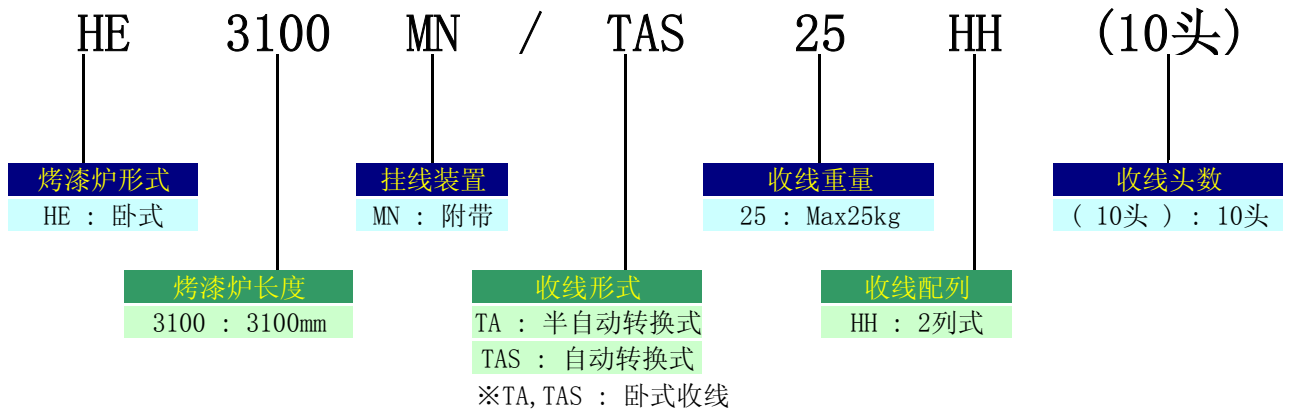 HE 3100 MN / TAS 25 HH (10头)
烤漆炉形式 挂线装置 收线重量 收线头数
HE : 卧式 MN : 附带 25 : Max25kg ( 10头 ) : 10头
烤漆炉长度 收线形式 收线配列
3100 : 3100mm TA : 半自动转换式 HH : 2列式
TAS : 自动转换式
※TA,TAS : 卧式收线